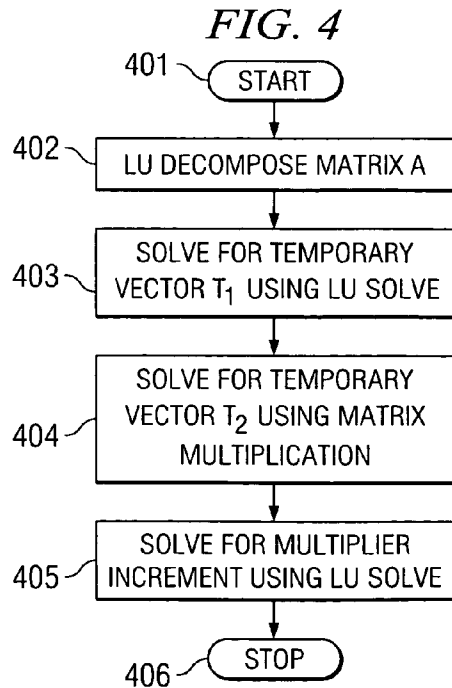 FIG. 4
401
START
402
LU DECOMPOSE MATRIX A
403
SOLVE FOR TEMPORARY
VECTOR T1 USING LU SOLVE
404
SOLVE FOR TEMPORARY
VECTOR T2 USING MATRIX
MULTIPLICATION
405
SOLVE FOR MULTIPLIER
INCREMENT USING LU SOLVE
406
STOP